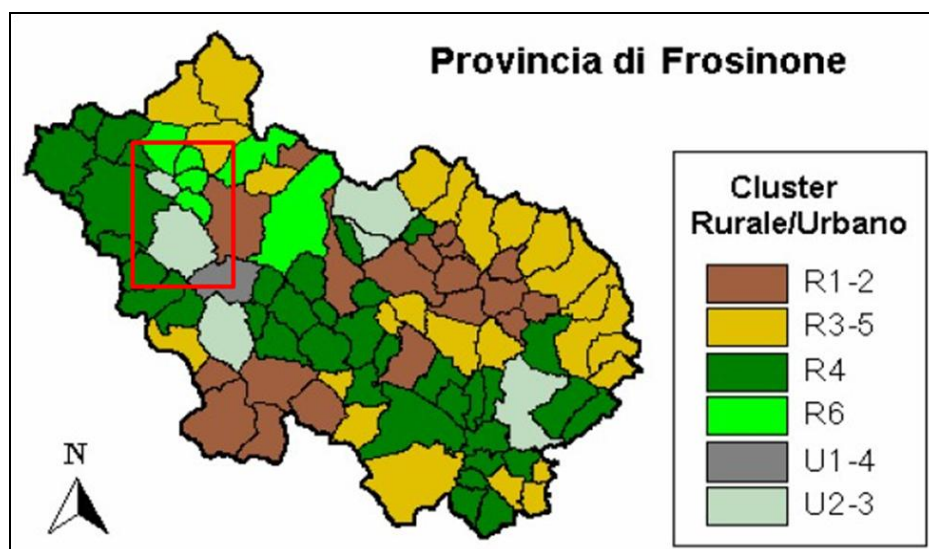 Provincia di Frosinone
Cluster
Rurale/Urbano
R1-2
R3-5
R4
R6
U1-4
U2-3
N